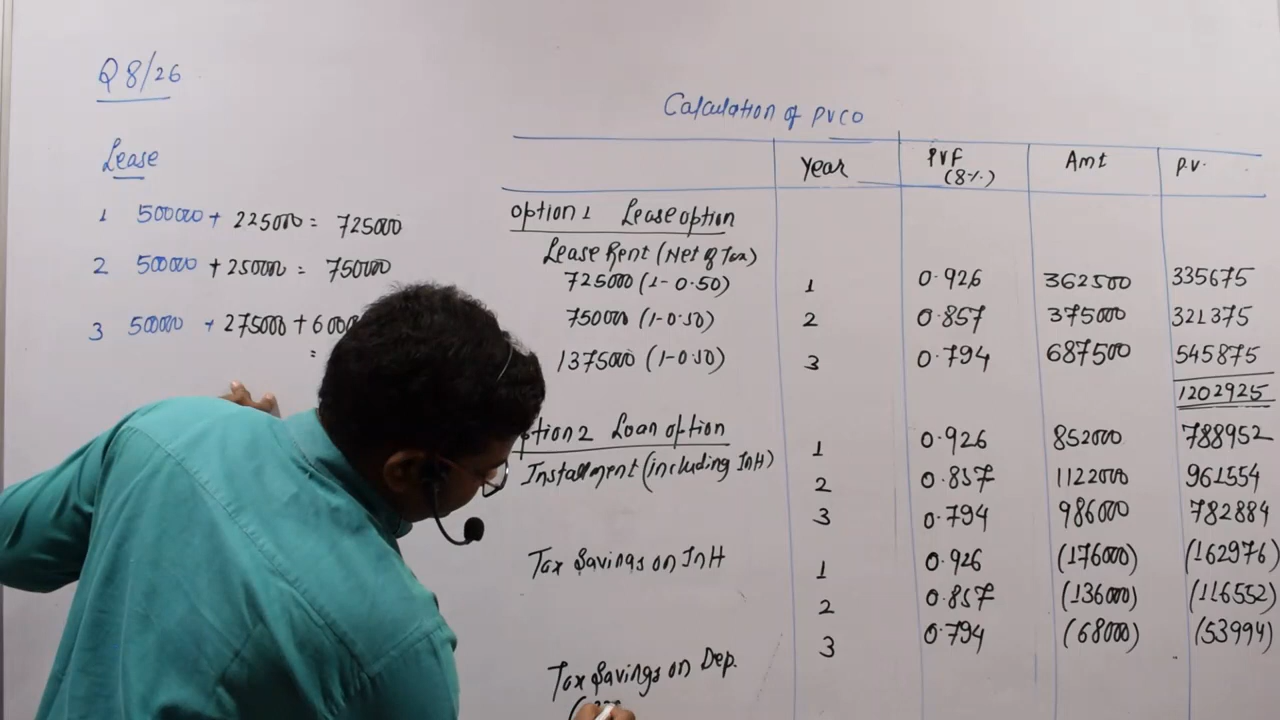 Q 8/26
Lease
1 500000 + 225000 = 725000
2 500000 + 250000 = 750000
3 500000 + 275000 + 6000
=
Calculation of PVCO
Year PVF (8%) Amt P.V.
Option 1 Lease option
Lease Rent (Net of Tax)
725000 (1-0.50) 1 0.926 362500 335675
750000 (1-0.50) 2 0.857 375000 321375
1375000 (1-0.50) 3 0.794 687500 545875
1202925
ption 2 Loan option
1 0.926 852000 788952
Installment (including Int) 2 0.857 1122000 961554
3 0.794 986000 782884
Tax Savings on Int 1 0.926 (176000) (162976)
2 0.857 (136000) (116552)
3 0.794 (68000) (53994)
Tax Savings on Dep.